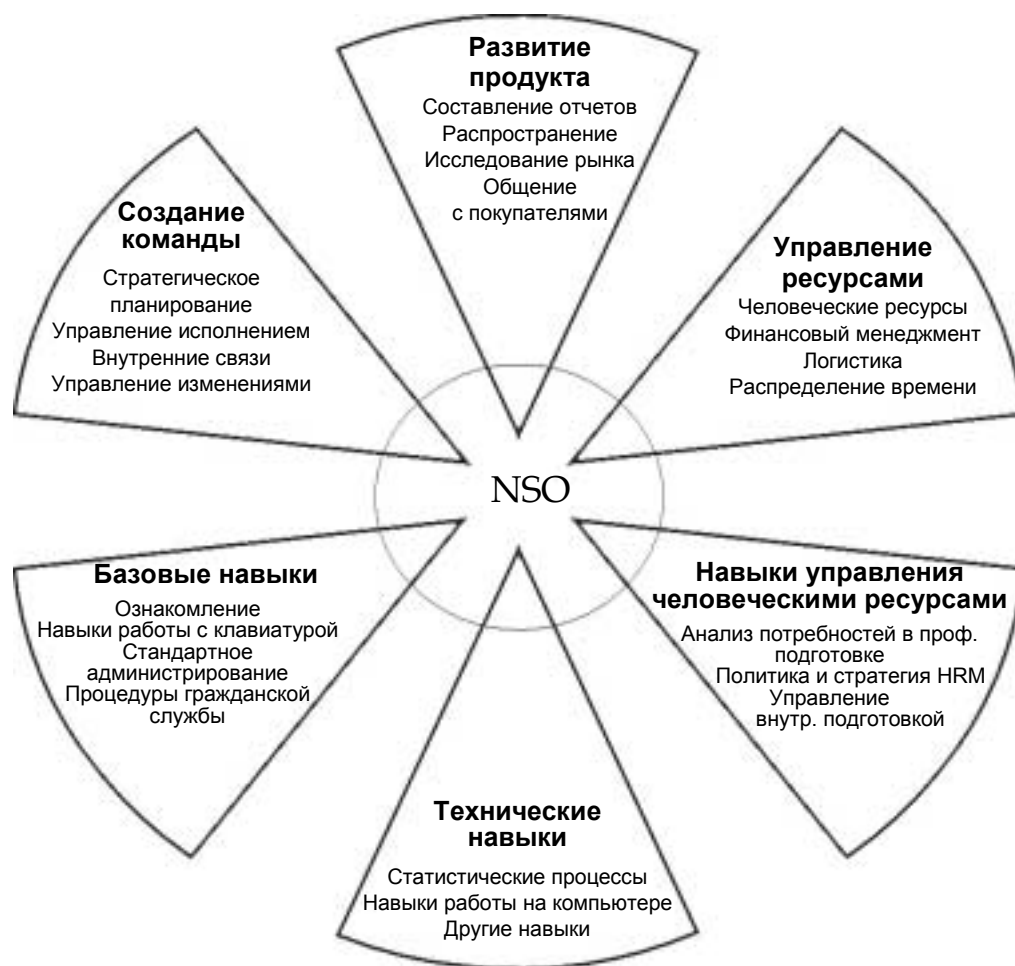 Развитие
продукта
Составление отчетов
Распространение
Исследование рынка
Общение
с покупателями
Создание
команды
Стратегическое
планирование
Управление исполнением
Внутренние связи
Управление изменениями
Управление
ресурсами
Человеческие ресурсы
Финансовый менеджмент
Логистика
Распределение времени
NSO
Базовые навыки
Ознакомление
Навыки работы с клавиатурой
Стандартное
администрирование
Процедуры гражданской
службы
Навыки управления
человеческими ресурсами
Анализ потребностей в проф.
подготовке
Политика и стратегия HRM
Управление
внутр. подготовкой
Технические
навыки
Статистические процессы
Навыки работы на компьютере
Другие навыки